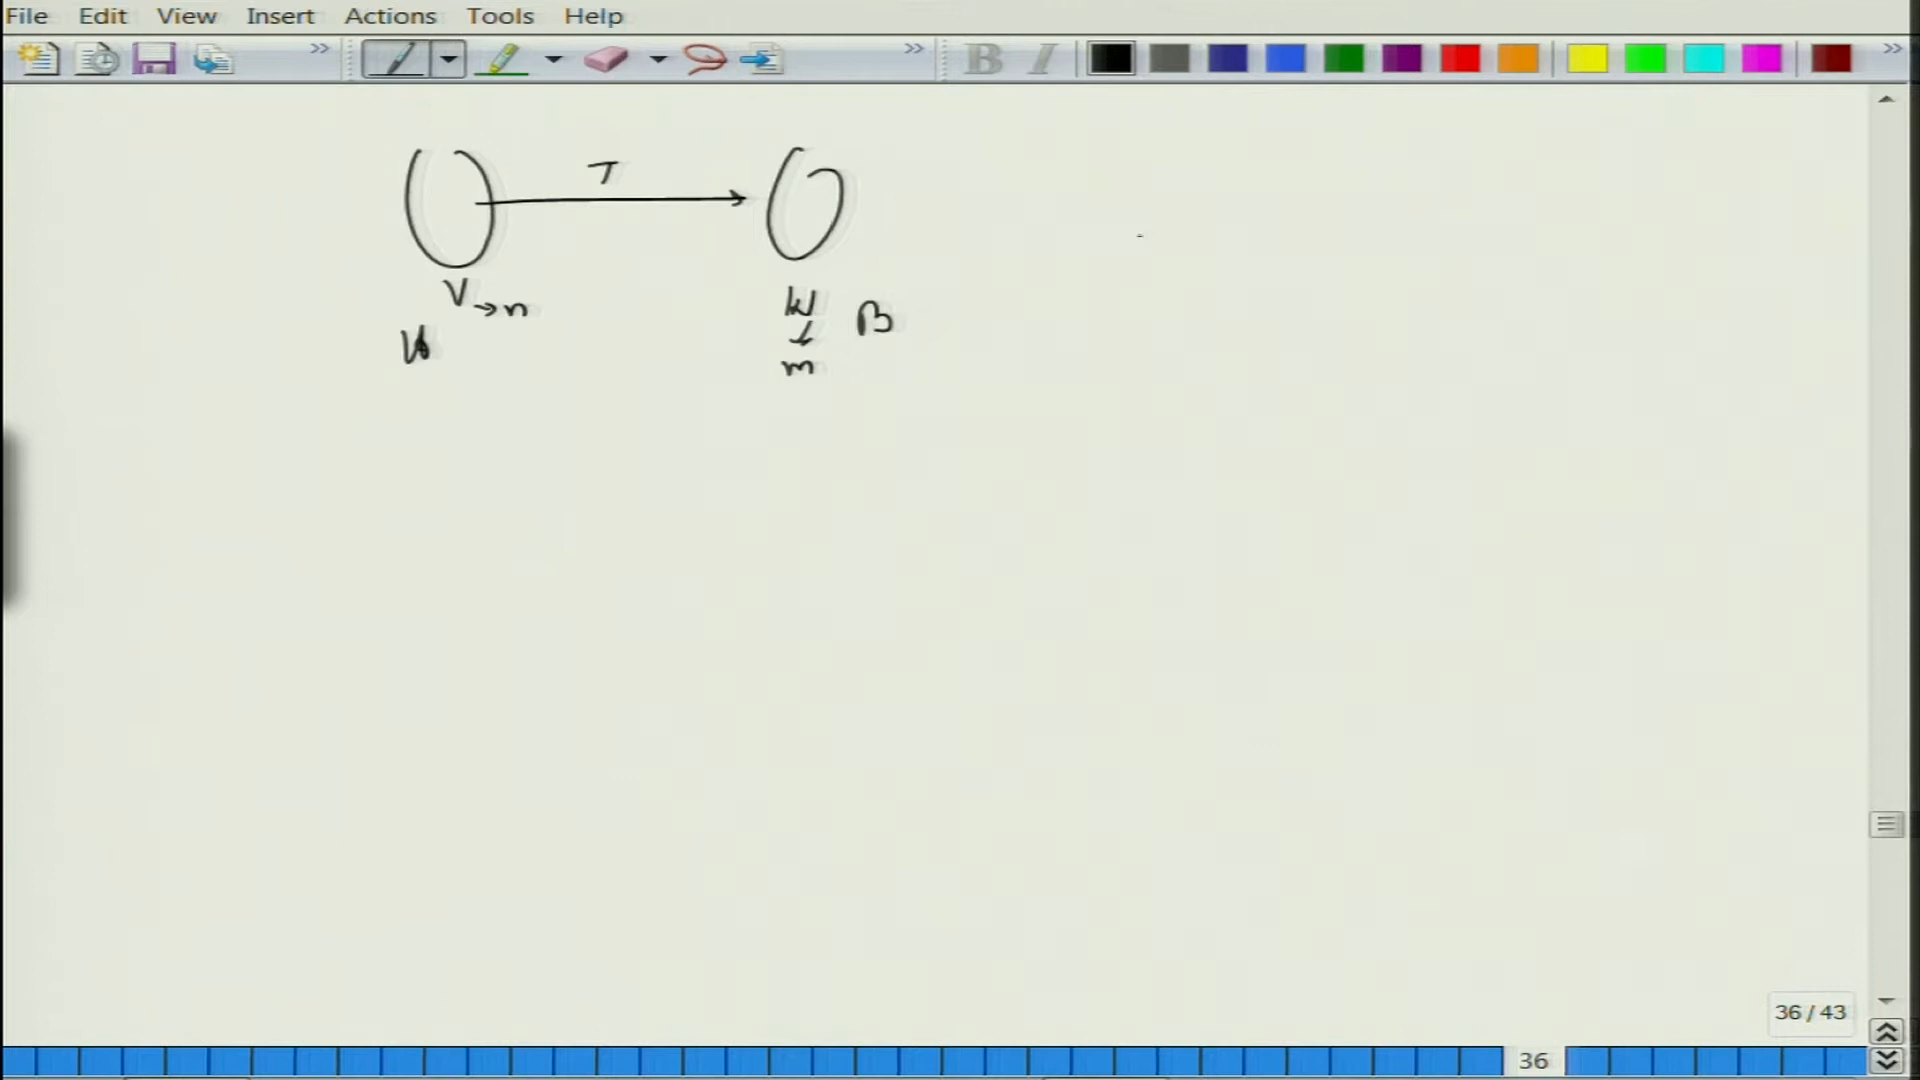 File Edit View Insert Actions Tools Help
B I
T
V → n
W B
m
36 / 43
36